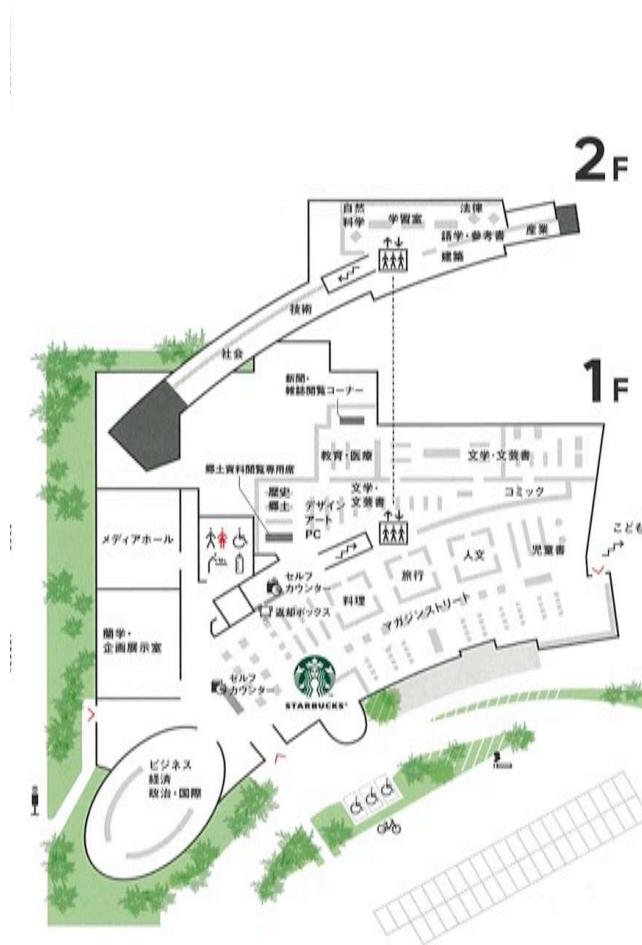 2F
自然
科学
学習室
法律
語学・参考書
産業
建築
技術
社会
1F
新聞・
雑誌閲覧コーナー
教育・医療
文学・文芸書
郷土資料閲覧専用席
歴史
郷土
文学・
文芸書
デザイン
アート
PC
コミック
メディアホール
こども
児童書
人文
旅行
料理
セルフ
カウンター
返却ボックス
マガジンストリート
蘭学・
企画展示室
セルフ
カウンター
STARBUCKS®
ビジネス
経済
政治・国際